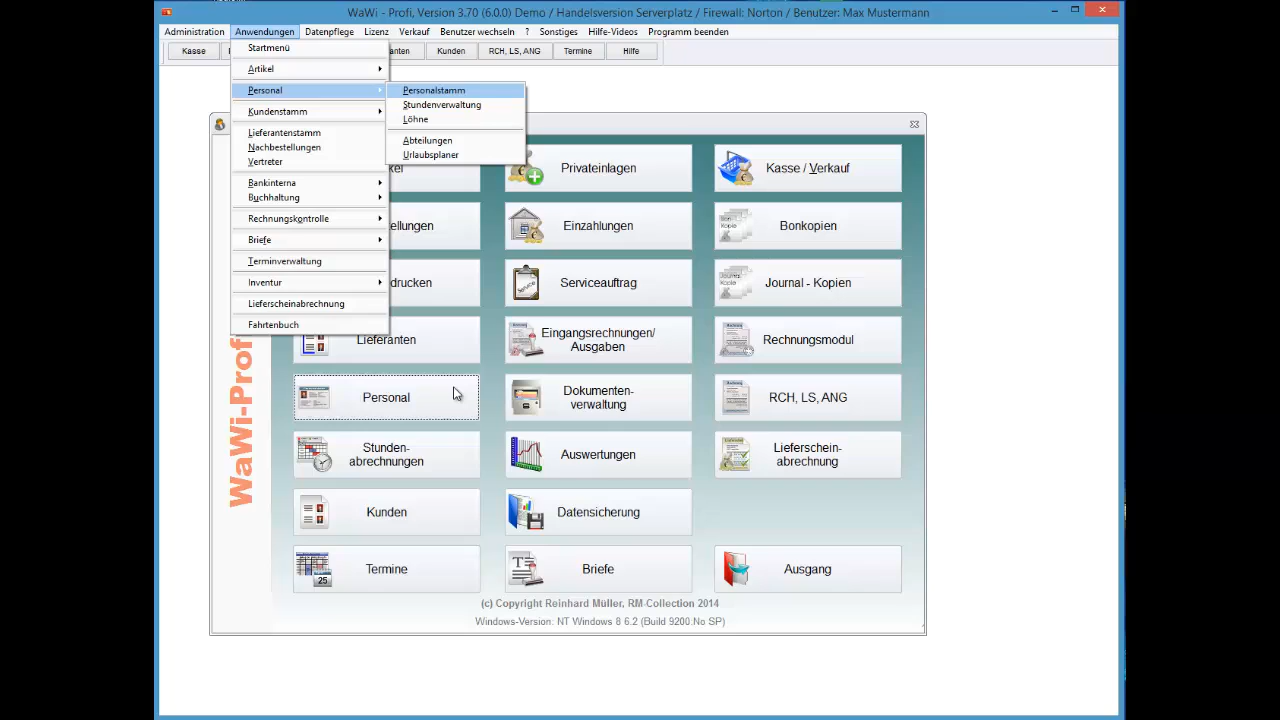 WaWi - Profi, Version 3.70 (6.0.0) Demo / Handelsversion Serverplatz / Firewall: Norton / Benutzer: Max Mustermann
Administration Anwendungen Datenpflege Lizenz Verkauf Benutzer wechseln ? Sonstiges Hilfe-Videos Programm beenden
Kasse
Kunden
RCH, LS, ANG
Termine
Hilfe
Startmenü
Artikel
Personal
Kundenstamm
Lieferantenstamm
Nachbestellungen
Vertreter
Bankinterna
Buchhaltung
Rechnungskontrolle
Briefe
Terminverwaltung
Inventur
Lieferscheinabrechnung
Fahrtenbuch
Personalstamm
Stundenverwaltung
Löhne
Abteilungen
Urlaubsplaner
WaWi-Prof
Lieferanten
Personal
Stunden-
abrechnungen
Kunden
Termine
25
Privateinlagen
Einzahlungen
Serviceauftrag
Eingangsrechnungen/
Ausgaben
Dokumenten-
verwaltung
Auswertungen
Datensicherung
Briefe
Kasse / Verkauf
Bonkopien
Journal - Kopien
Rechnungsmodul
RCH, LS, ANG
Lieferschein-
abrechnung
Ausgang
(c) Copyright Reinhard Müller, RM-Collection 2014
Windows-Version: NT Windows 8 6.2 (Build 9200:No SP)